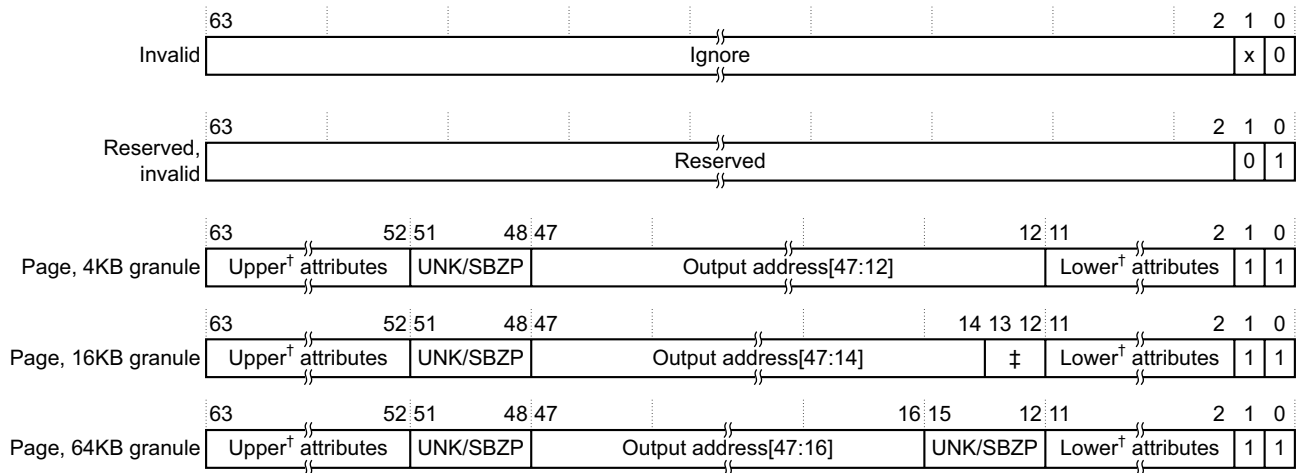 63 2 1 0
Invalid Ignore x 0
63 2 1 0
Reserved,
invalid Reserved 0 1
63 52 51 48 47 12 11 2 1 0
Page, 4KB granule Upper† attributes UNK/SBZP Output address[47:12] Lower† attributes 1 1
63 52 51 48 47 14 13 12 11 2 1 0
Page, 16KB granule Upper† attributes UNK/SBZP Output address[47:14] ‡ Lower† attributes 1 1
63 52 51 48 47 16 15 12 11 2 1 0
Page, 64KB granule Upper† attributes UNK/SBZP Output address[47:16] UNK/SBZP Lower† attributes 1 1